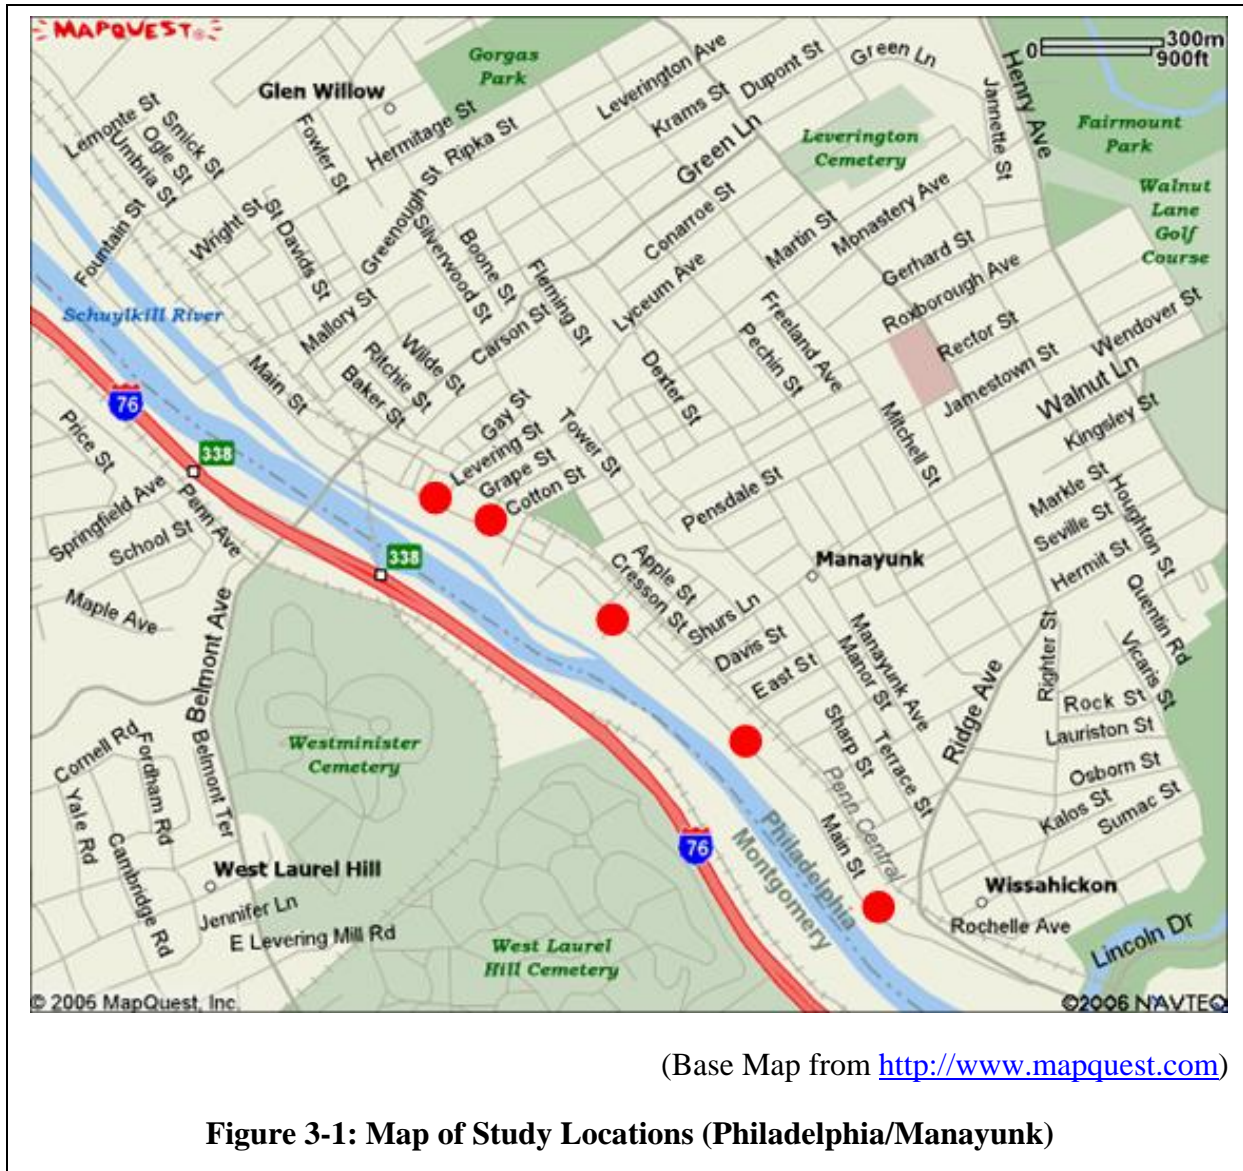 MAPQUEST
0 300m
900ft
Gorgas
Park
Glen Willow
Leverington Ave
Dupont St
Green Ln
Henry Ave
Jannette St
Lemonte St
Smick St
Ogle St
Umbria St
Fowler St
Hermitage St
Ripka St
Krams St
Green Ln
Leverington
Cemetery
Fairmount
Park
Walnut
Lane
Golf
Course
Fountain St
Wright St
St Davids St
Greenough St
Silverwood St
Boone St
Fleming St
Conarroe St
Martin St
Monastery Ave
Gerhard St
Roxborough Ave
Schuylkill River
Mallory St
Wilde St
Carson St
Lyceum Ave
Freeland Ave
Rector St
Wendover St
Main St
Ritchie St
Baker St
Dexter St
Pechin St
Jamestown St
Walnut Ln
76
Price St
338
Gay St
Levering St
Grape St
Cotton St
Tower St
Mitchell St
Kingsley St
Springfield Ave
Penn Ave
School St
Pensdale St
Markle St
Houghton St
Seville St
Hermit St
338
Manayunk
Maple Ave
Belmont Ave
Apple St
Cresson St
Shurs Ln
Davis St
East St
Manayunk Ave
Manor St
Righter St
Quentin Rd
Vicaris St
Rock St
Lauriston St
Ridge Ave
Cornell Rd
Fordham Rd
Yale Rd
Cambridge Rd
Belmont Ter
Westminister
Cemetery
Sharp St
Terrace St
Osborn St
Kalos St
Sumac St
Penn Central
Main St
76
Philadelphia
Montgomery
West Laurel Hill
Jennifer Ln
E Levering Mill Rd
West Laurel
Hill Cemetery
Wissahickon
Rochelle Ave
Lincoln Dr
© 2006 MapQuest, Inc.
©2006 NAVTEQ
(Base Map from http://www.mapquest.com)
Figure 3-1: Map of Study Locations (Philadelphia/Manayunk)